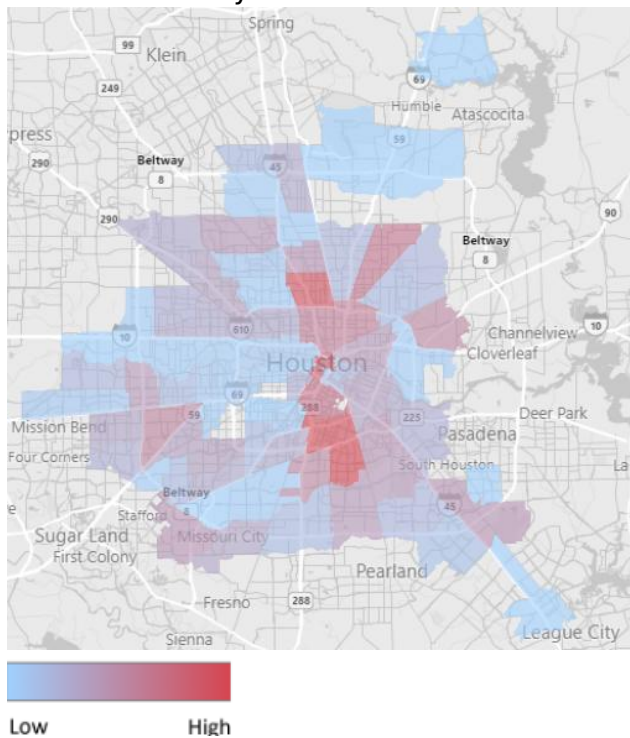 Spring
99
Klein
249
69
Humble
Atascocita
press
59
290
Beltway
8
45
290
90
Beltway
8
610
10
10
Channelview
Cloverleaf
Houston
69
59
288
225
Deer Park
Mission Bend
Pasadena
Four Corners
South Houston
La
Beltway
8
45
Stafford
Sugar Land
Missouri City
First Colony
Pearland
288
Fresno
League City
Sienna
Low High